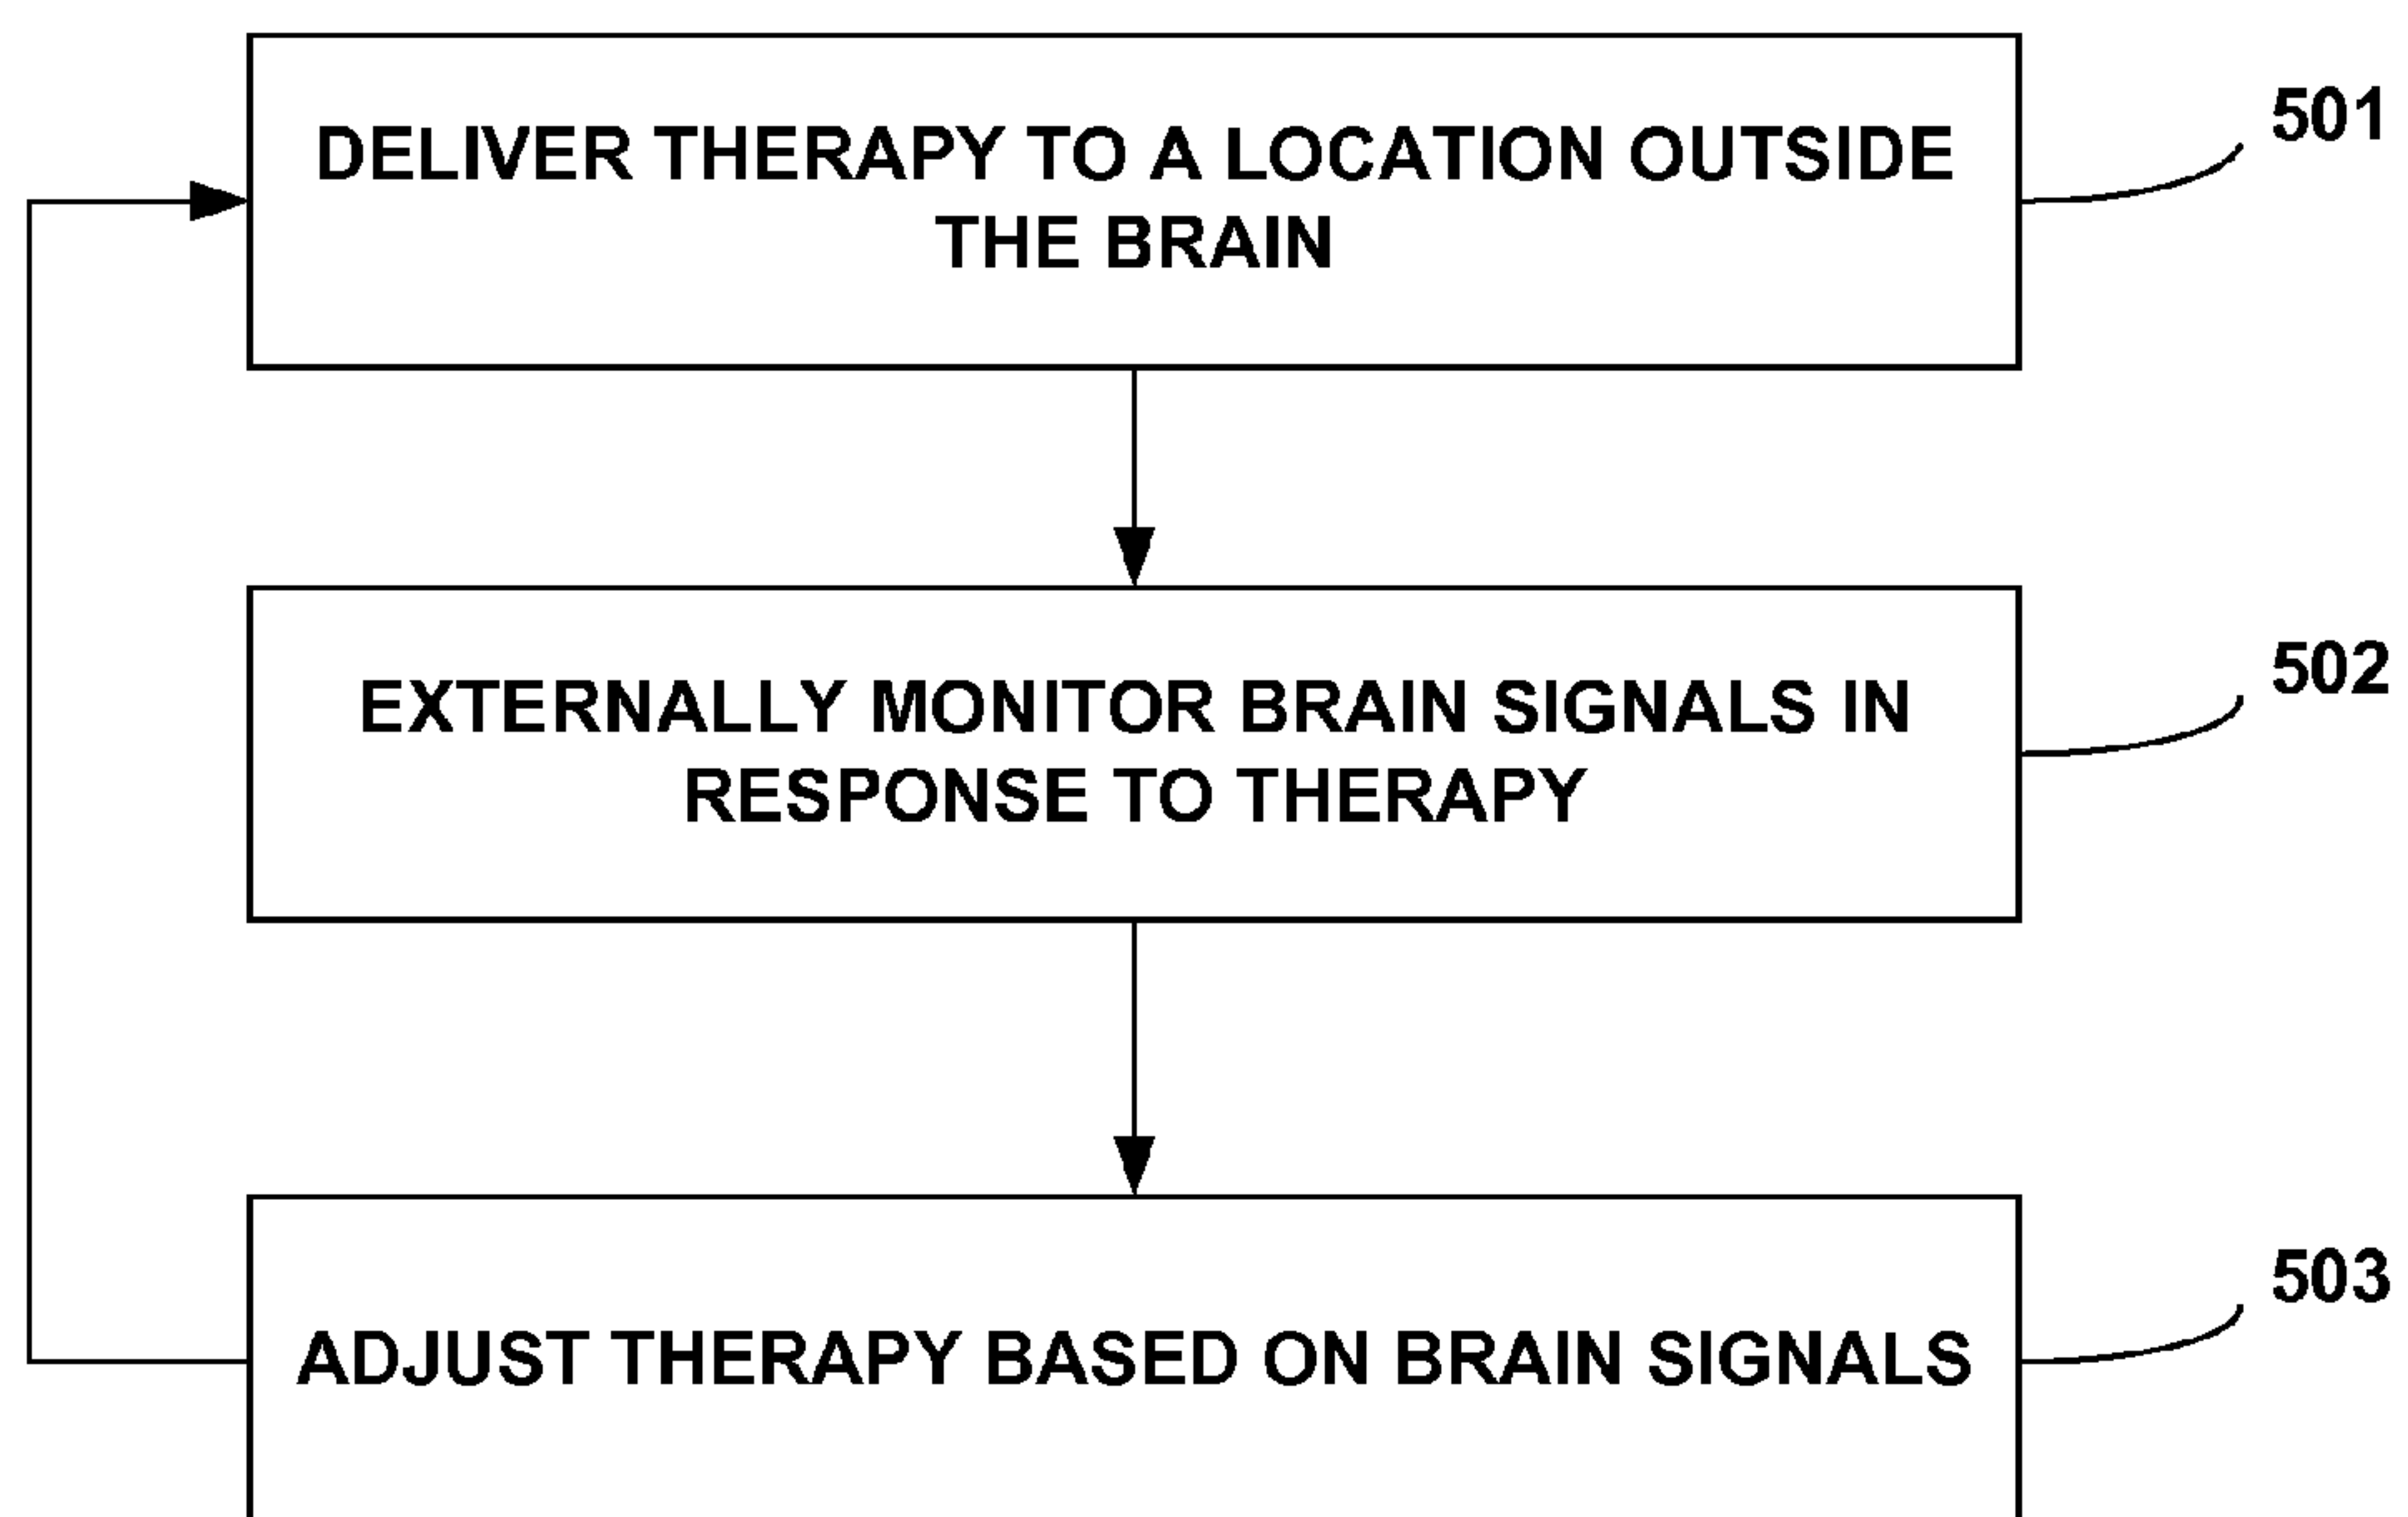 DELIVER THERAPY TO A LOCATION OUTSIDE
THE BRAIN
501
EXTERNALLY MONITOR BRAIN SIGNALS IN
RESPONSE TO THERAPY
502
ADJUST THERAPY BASED ON BRAIN SIGNALS
503